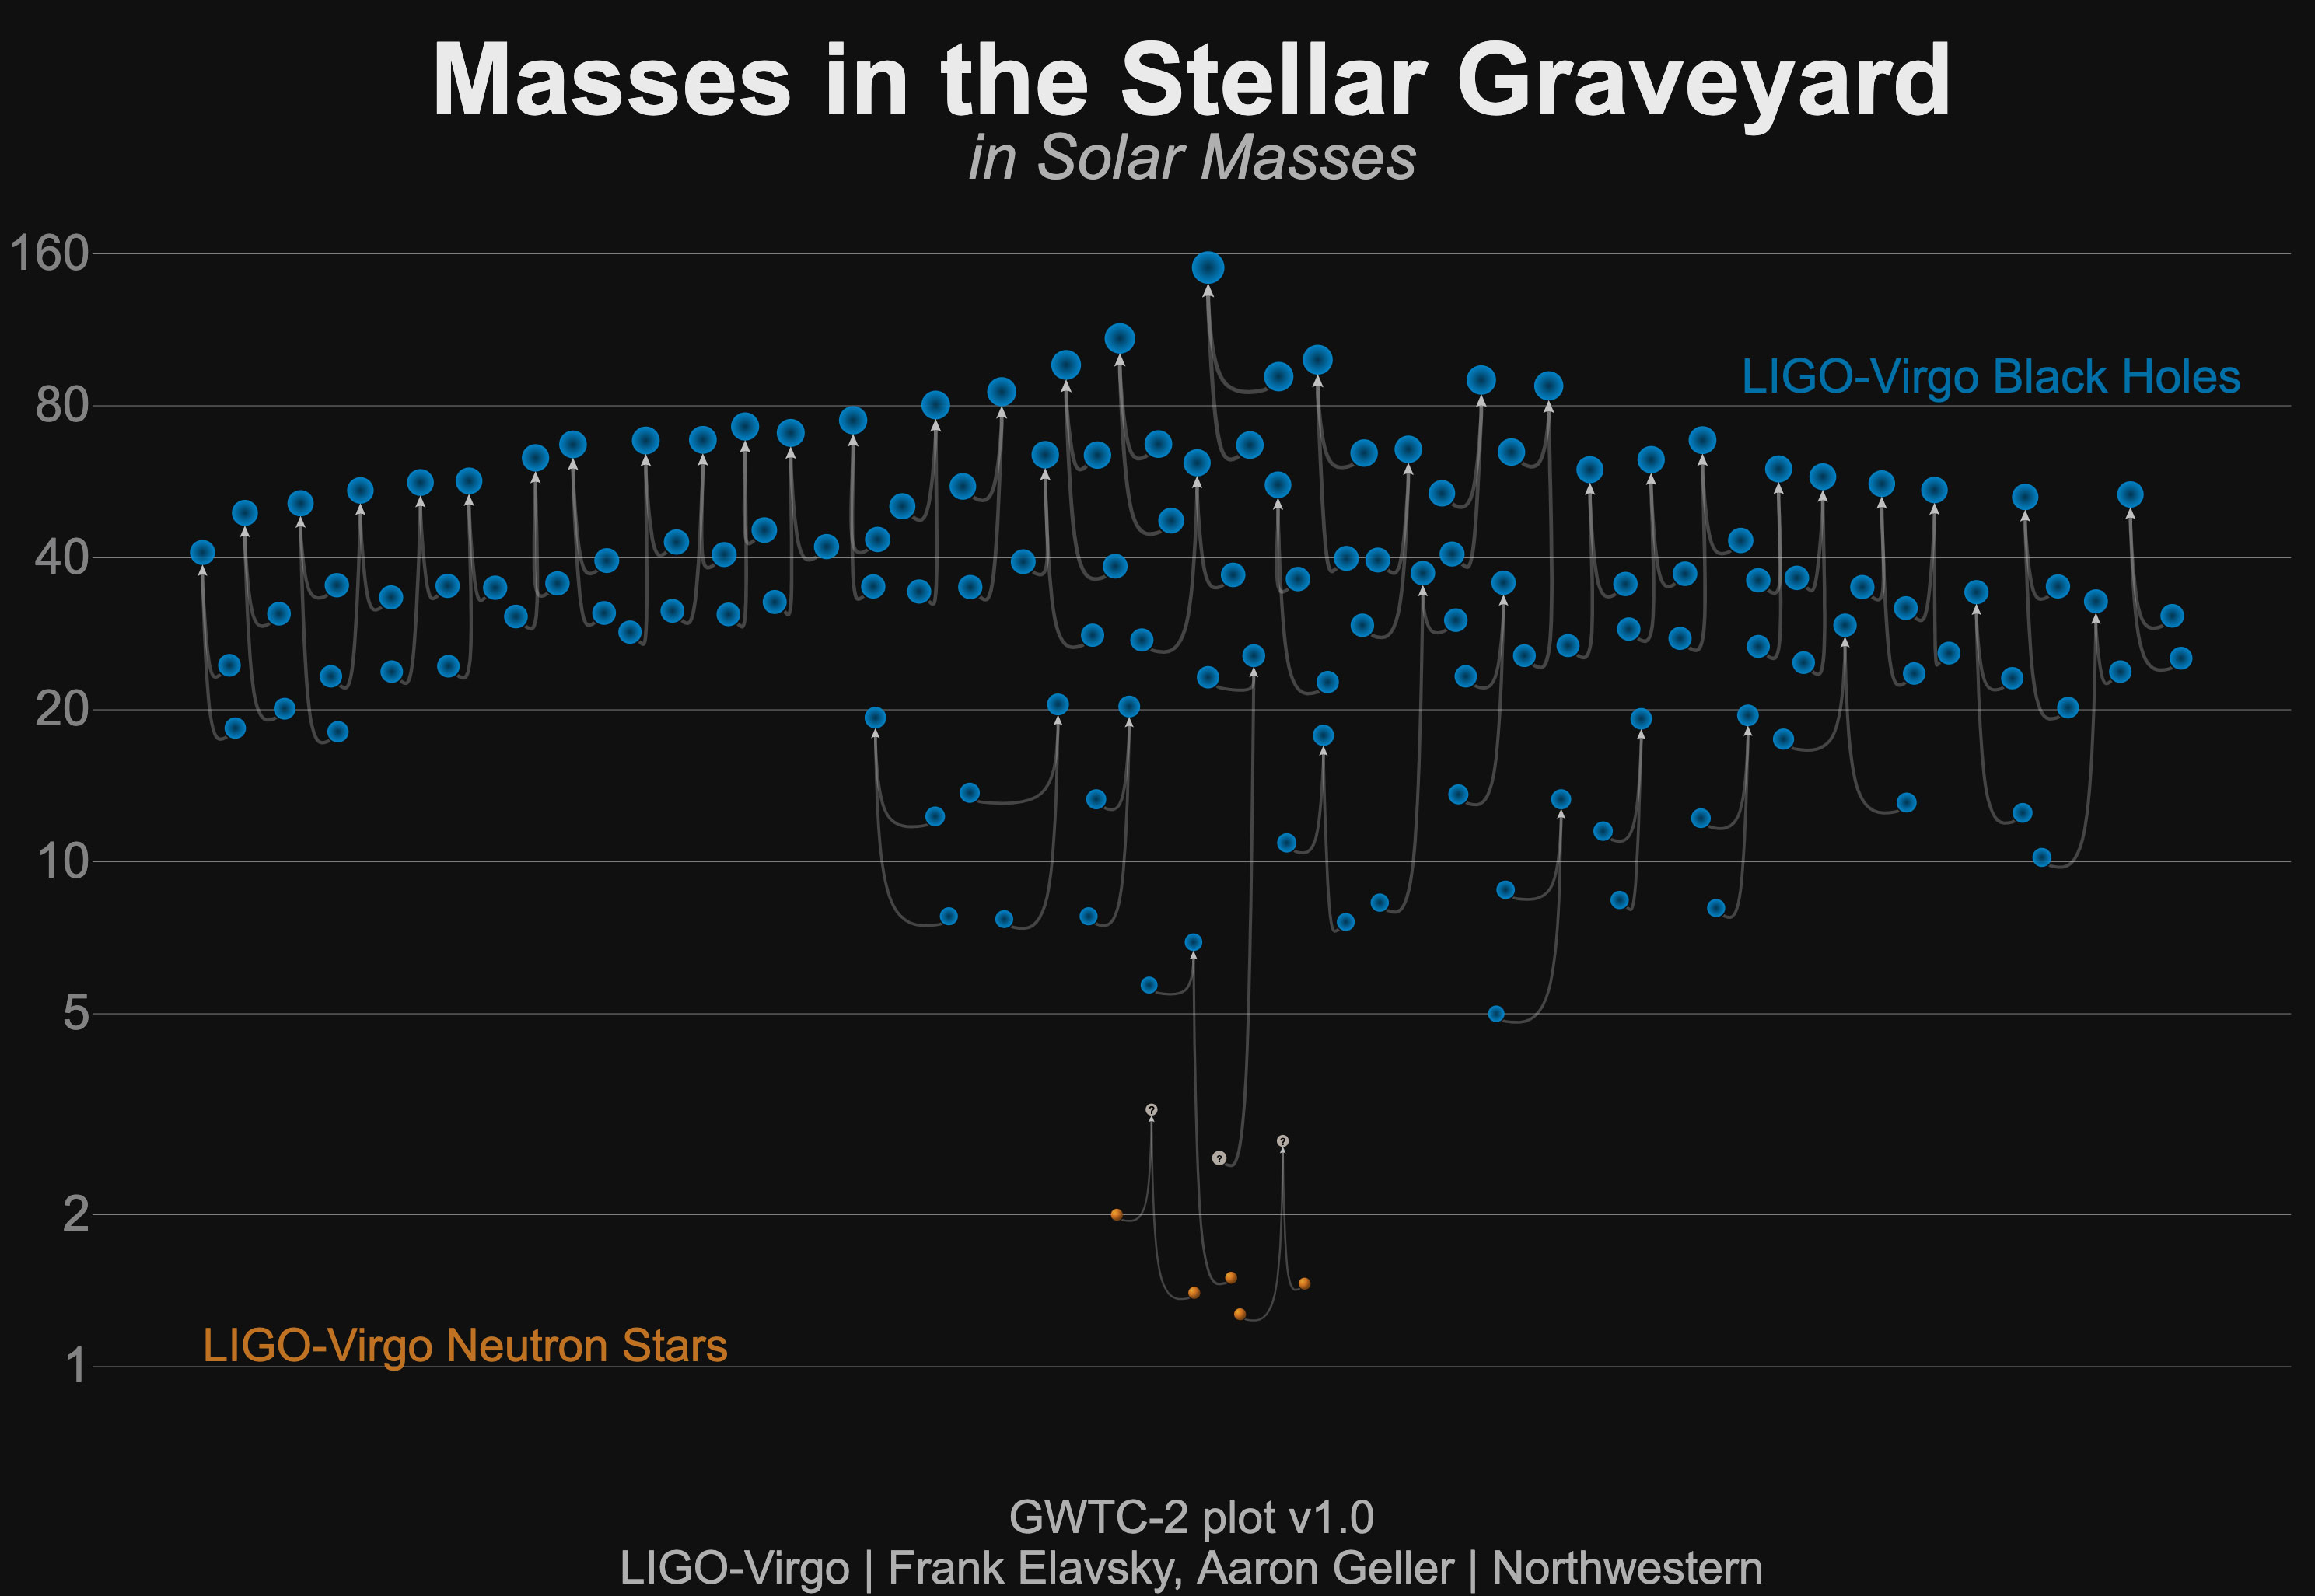 Masses in the Stellar Graveyard
in Solar Masses
160
LIGO-Virgo Black Holes
80
40
20
10
5
?
?
?
2
LIGO-Virgo Neutron Stars
1
GWTC-2 plot v1.0
LIGO-Virgo | Frank Elavsky, Aaron Geller | Northwestern